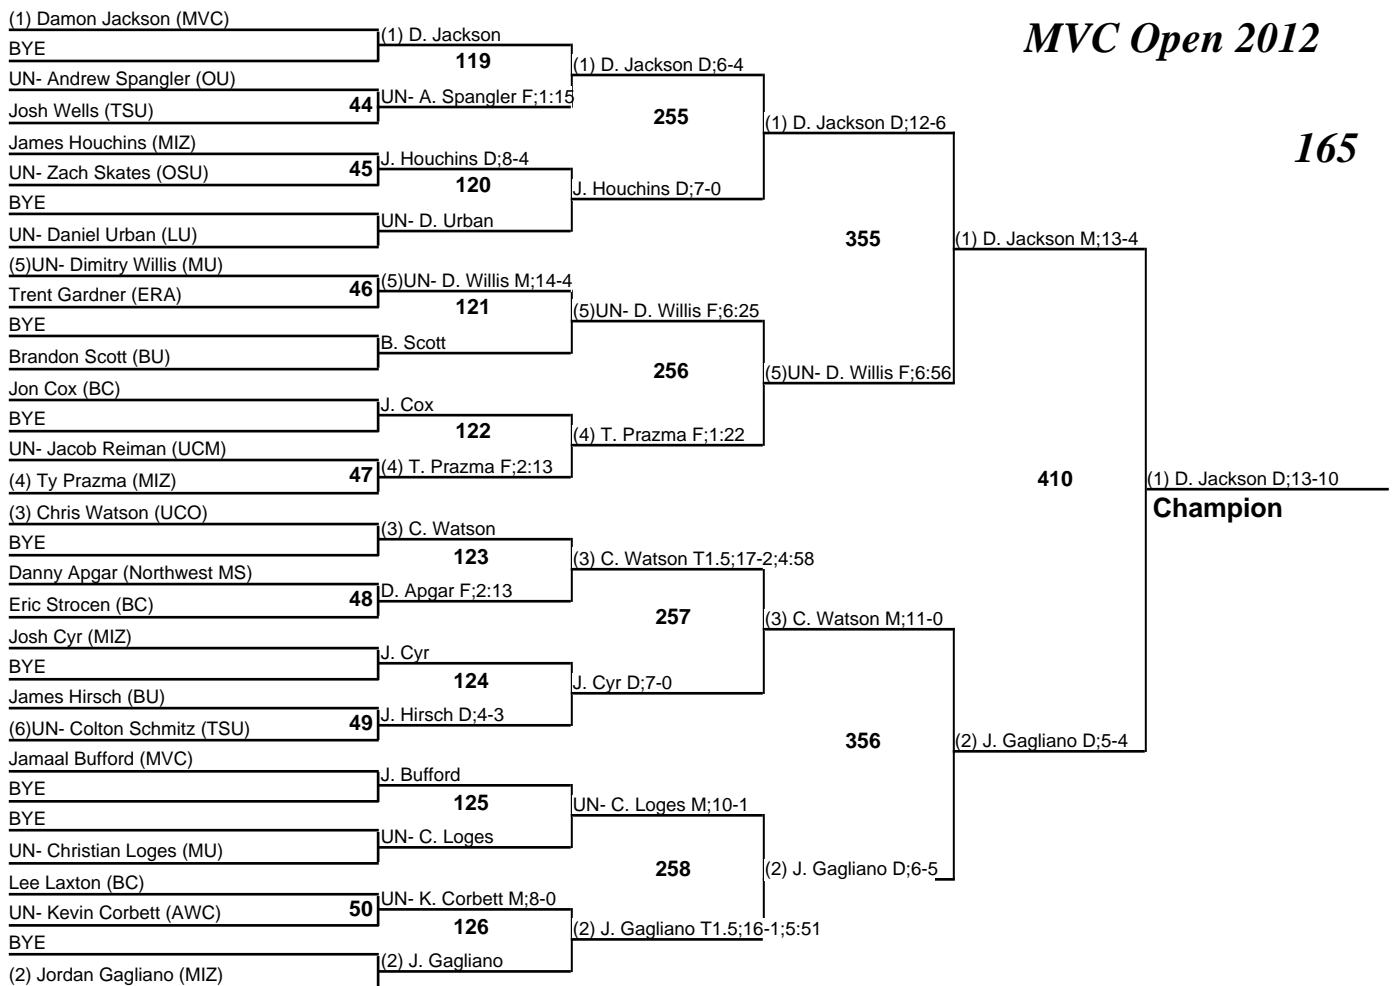 MVC Open 2012
165
(1) Damon Jackson (MVC)
BYE
UN- Andrew Spangler (OU)
Josh Wells (TSU)
James Houchins (MIZ)
UN- Zach Skates (OSU)
BYE
UN- Daniel Urban (LU)
(5)UN- Dimitry Willis (MU)
Trent Gardner (ERA)
BYE
Brandon Scott (BU)
Jon Cox (BC)
BYE
UN- Jacob Reiman (UCM)
(4) Ty Prazma (MIZ)
(3) Chris Watson (UCO)
BYE
Danny Apgar (Northwest MS)
Eric Strocen (BC)
Josh Cyr (MIZ)
BYE
James Hirsch (BU)
(6)UN- Colton Schmitz (TSU)
Jamaal Bufford (MVC)
BYE
BYE
UN- Christian Loges (MU)
Lee Laxton (BC)
UN- Kevin Corbett (AWC)
BYE
(2) Jordan Gagliano (MIZ)
44
45
46
47
48
49
50
(1) D. Jackson
119
UN- A. Spangler F;1:15
J. Houchins D;8-4
120
UN- D. Urban
(5)UN- D. Willis M;14-4
121
B. Scott
J. Cox
122
(4) T. Prazma F;2:13
(3) C. Watson
123
D. Apgar F;2:13
J. Cyr
124
J. Hirsch D;4-3
J. Bufford
125
UN- C. Loges
UN- K. Corbett M;8-0
126
(2) J. Gagliano
(1) D. Jackson D;6-4
255
J. Houchins D;7-0
(5)UN- D. Willis F;6:25
256
(4) T. Prazma F;1:22
(3) C. Watson T1.5;17-2;4:58
257
J. Cyr D;7-0
UN- C. Loges M;10-1
258
(2) J. Gagliano T1.5;16-1;5:51
(1) D. Jackson D;12-6
355
(5)UN- D. Willis F;6:56
(3) C. Watson M;11-0
356
(2) J. Gagliano D;6-5
(1) D. Jackson M;13-4
410
(2) J. Gagliano D;5-4
(1) D. Jackson D;13-10
Champion